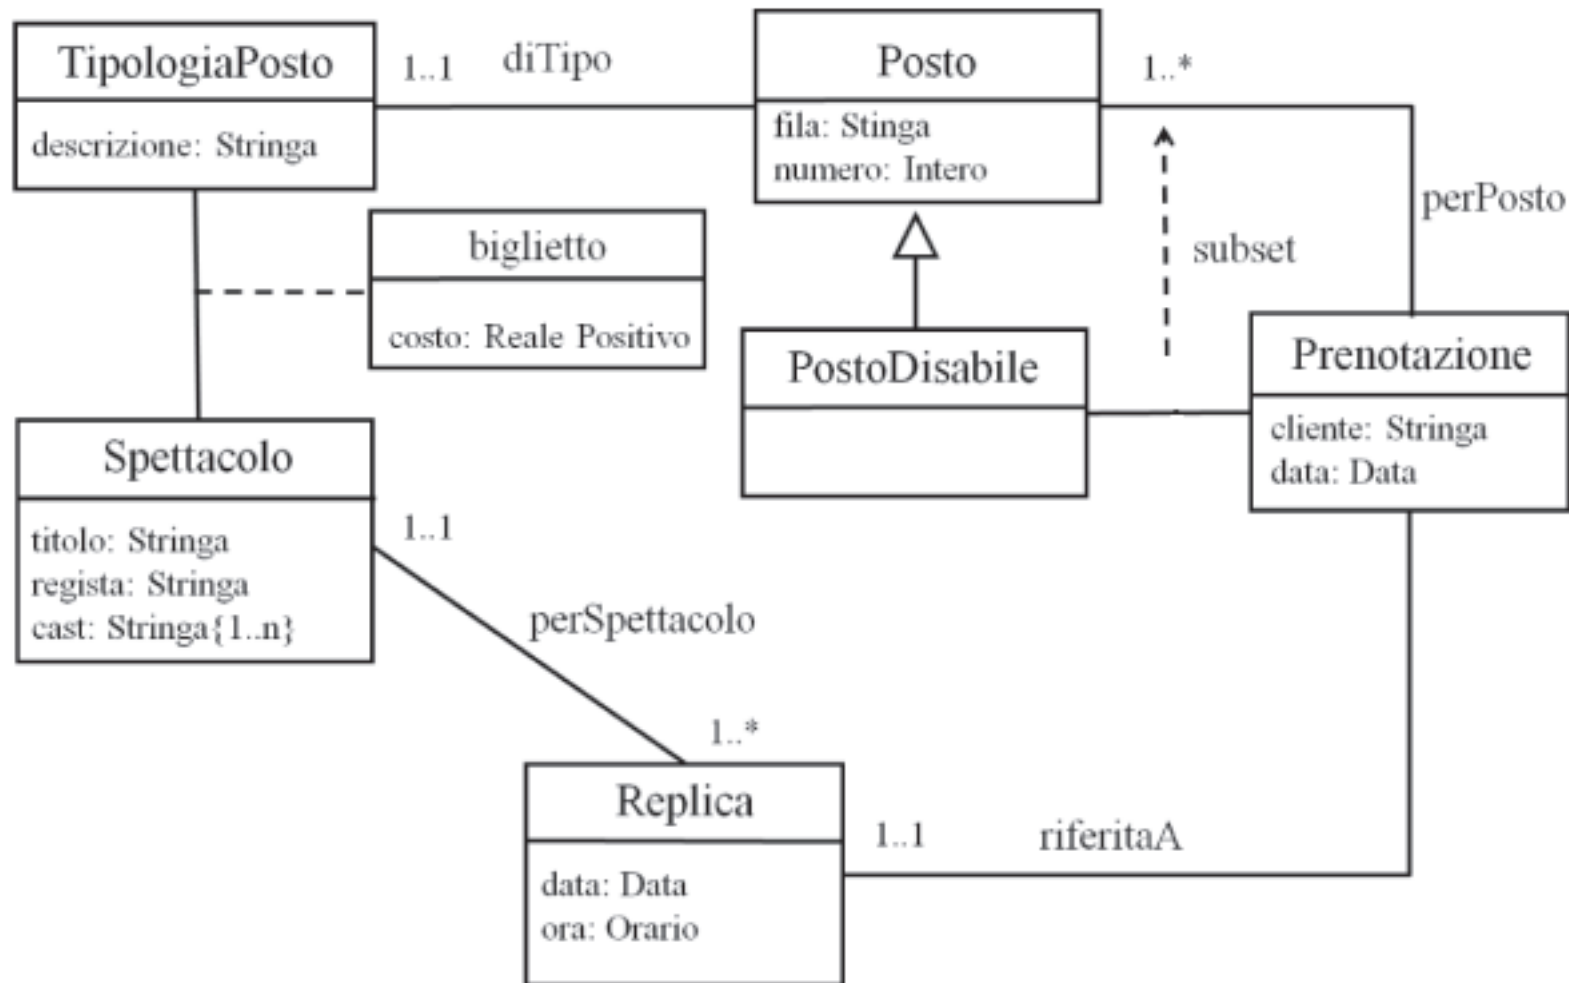 TipologiaPosto
descrizione: Stringa
1..1
diTipo
Posto
fila: Stinga
numero: Intero
1..*
perPosto
subset
biglietto
costo: Reale Positivo
PostoDisabile
Prenotazione
cliente: Stringa
data: Data
Spettacolo
titolo: Stringa
regista: Stringa
cast: Stringa{1..n}
1..1
perSpettacolo
1..*
Replica
data: Data
ora: Orario
1..1
riferitaA